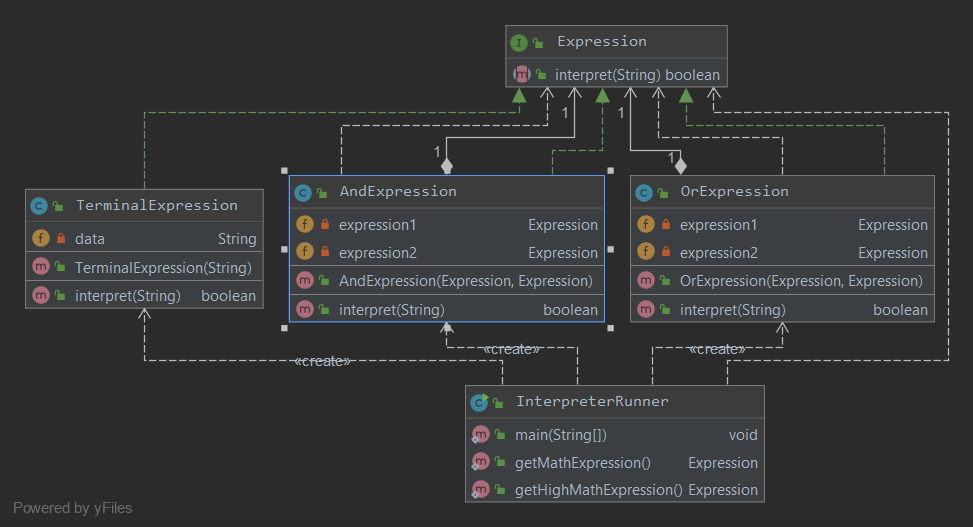 Expression
interpret(String) boolean
1
1
1
1
TerminalExpression
data String
TerminalExpression(String)
interpret(String) boolean
AndExpression
expression1 Expression
expression2 Expression
AndExpression(Expression, Expression)
interpret(String) boolean
OrExpression
expression1 Expression
expression2 Expression
OrExpression(Expression, Expression)
interpret(String) boolean
«create»
«create»
«create»
InterpreterRunner
main(String[]) void
getMathExpression() Expression
getHighMathExpression() Expression
Powered by yFiles